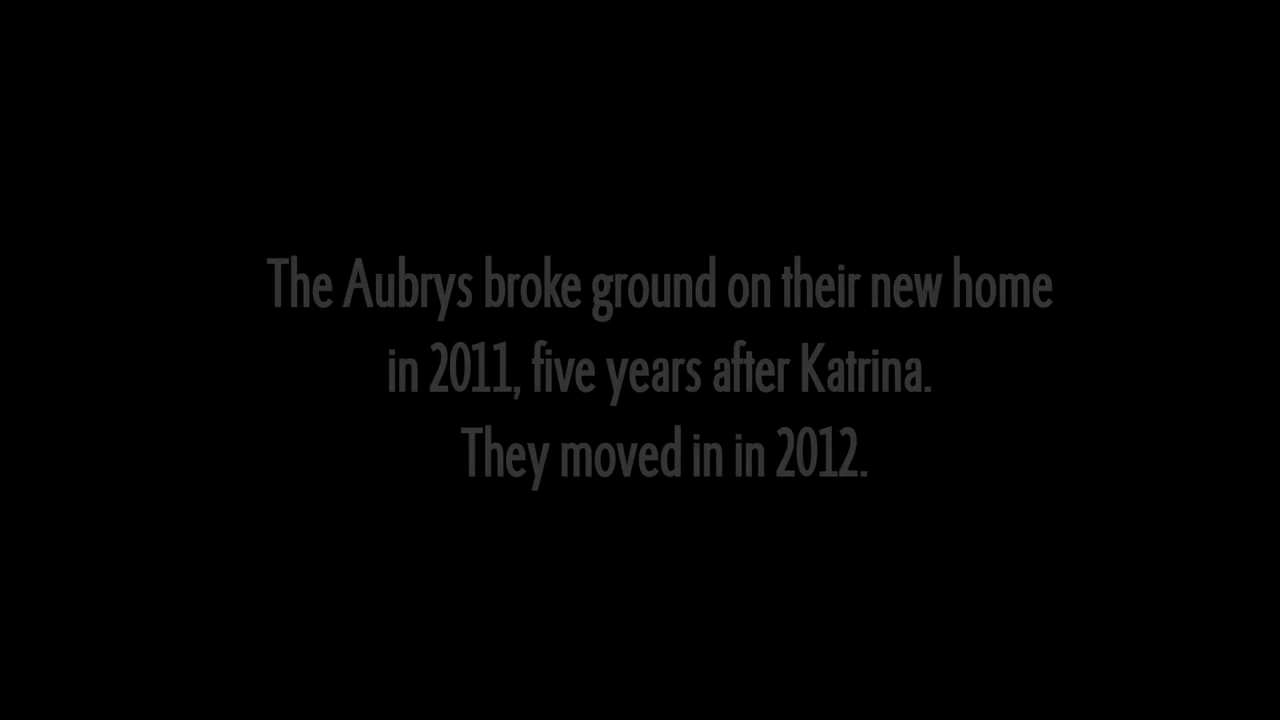 The Aubrys broke ground on their new home
in 2011, five years after Katrina.
They moved in in 2012.